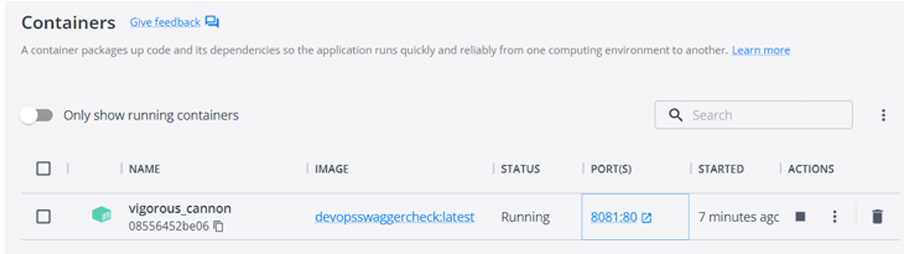 Containers Give feedback
A container packages up code and its dependencies so the application runs quickly and reliably from one computing environment to another. Learn more
Only show running containers
Search
NAME IMAGE STATUS PORT(S) STARTED ACTIONS
vigorous_cannon devopsswaggercheck:latest Running 8081:80 7 minutes agc
08556452be06